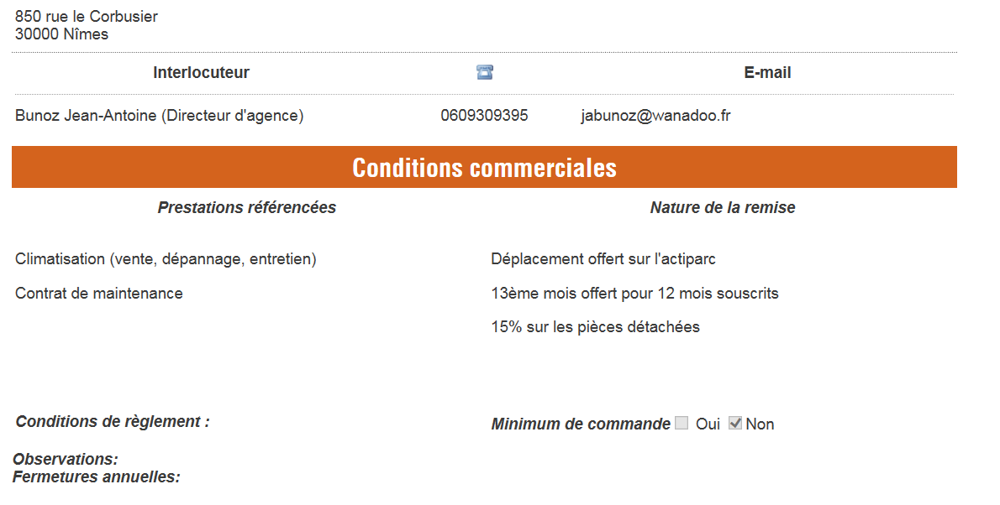 850 rue le Corbusier
30000 Nîmes
Interlocuteur E-mail
Bunoz Jean-Antoine (Directeur d'agence) 0609309395 jabunoz@wanadoo.fr
Conditions commerciales
Prestations référencées Nature de la remise
Climatisation (vente, dépannage, entretien) Déplacement offert sur l'actiparc
Contrat de maintenance 13ème mois offert pour 12 mois souscrits
15% sur les pièces détachées
Conditions de règlement : Minimum de commande Oui Non
Observations:
Fermetures annuelles: